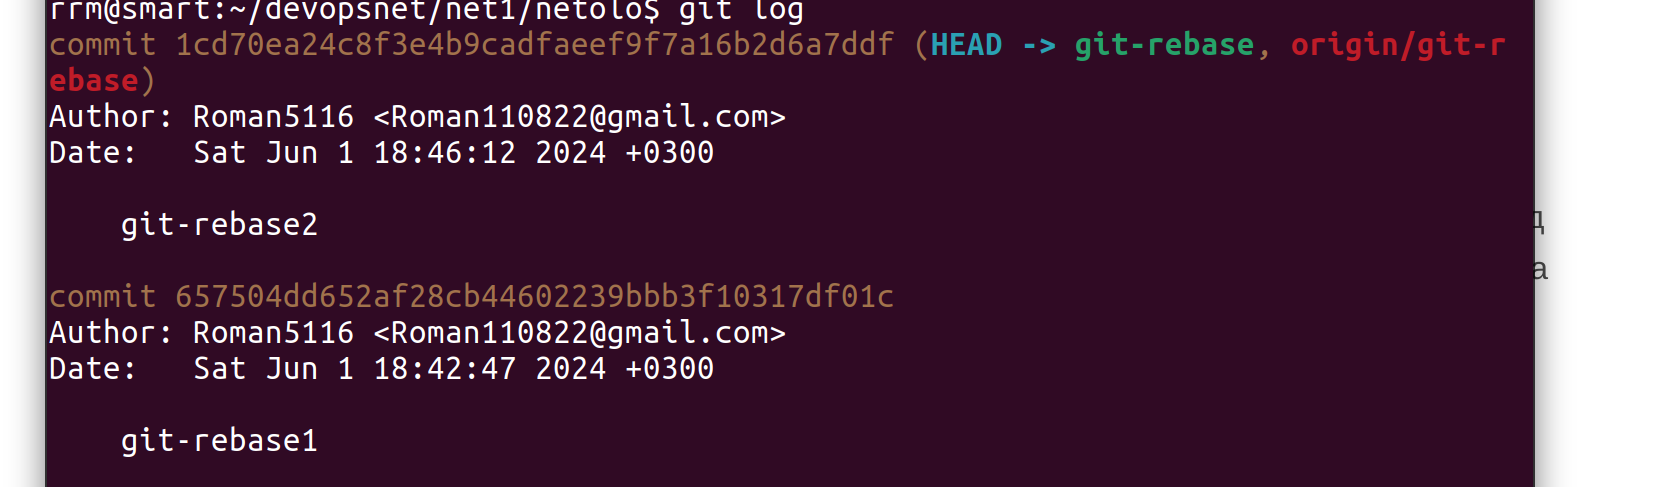 rrm@smart:~/devopsnet/net1/netolo$ git log
commit 1cd70ea24c8f3e4b9cadfaeef9f7a16b2d6a7ddf (HEAD -> git-rebase, origin/git-r
ebase)
Author: Roman5116 <Roman110822@gmail.com>
Date:   Sat Jun 1 18:46:12 2024 +0300
git-rebase2
д
commit 657504dd652af28cb44602239bbb3f10317df01c
а
Author: Roman5116 <Roman110822@gmail.com>
Date:   Sat Jun 1 18:42:47 2024 +0300
git-rebase1